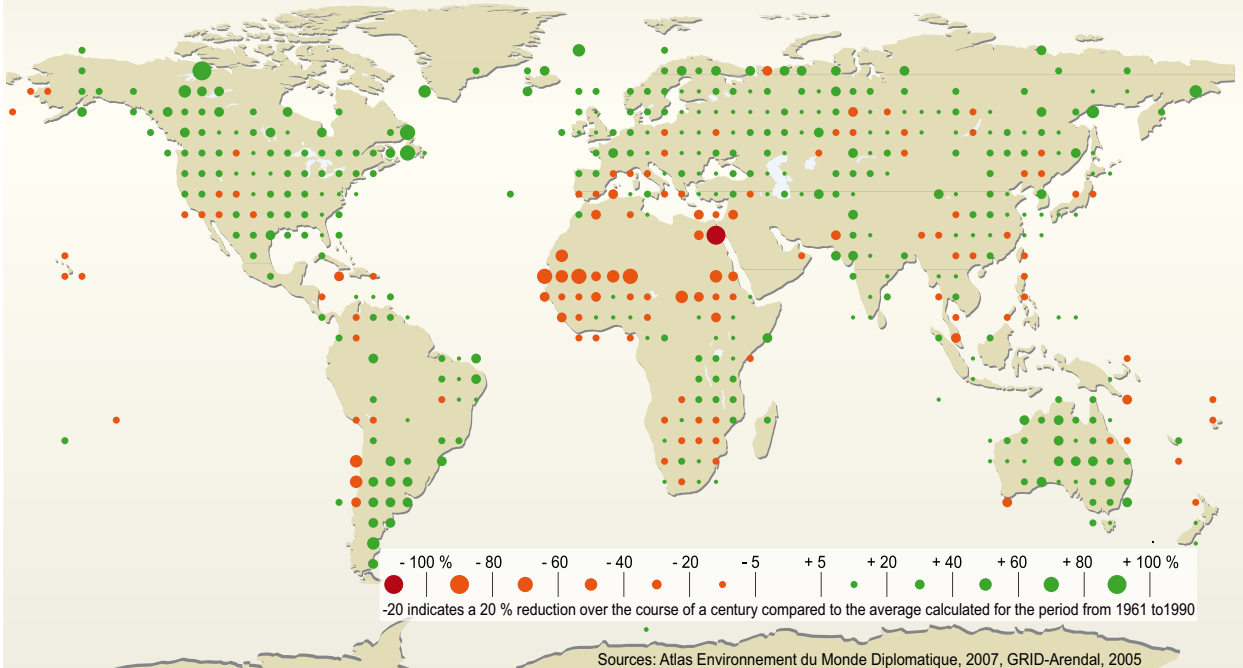 - 100 % - 80 - 60 - 40 - 20 - 5 + 5 + 20 + 40 + 60 + 80 + 100 %
-20 indicates a 20 % reduction over the course of a century compared to the average calculated for the period from 1961 to1990
Sources: Atlas Environnement du Monde Diplomatique, 2007, GRID-Arendal, 2005